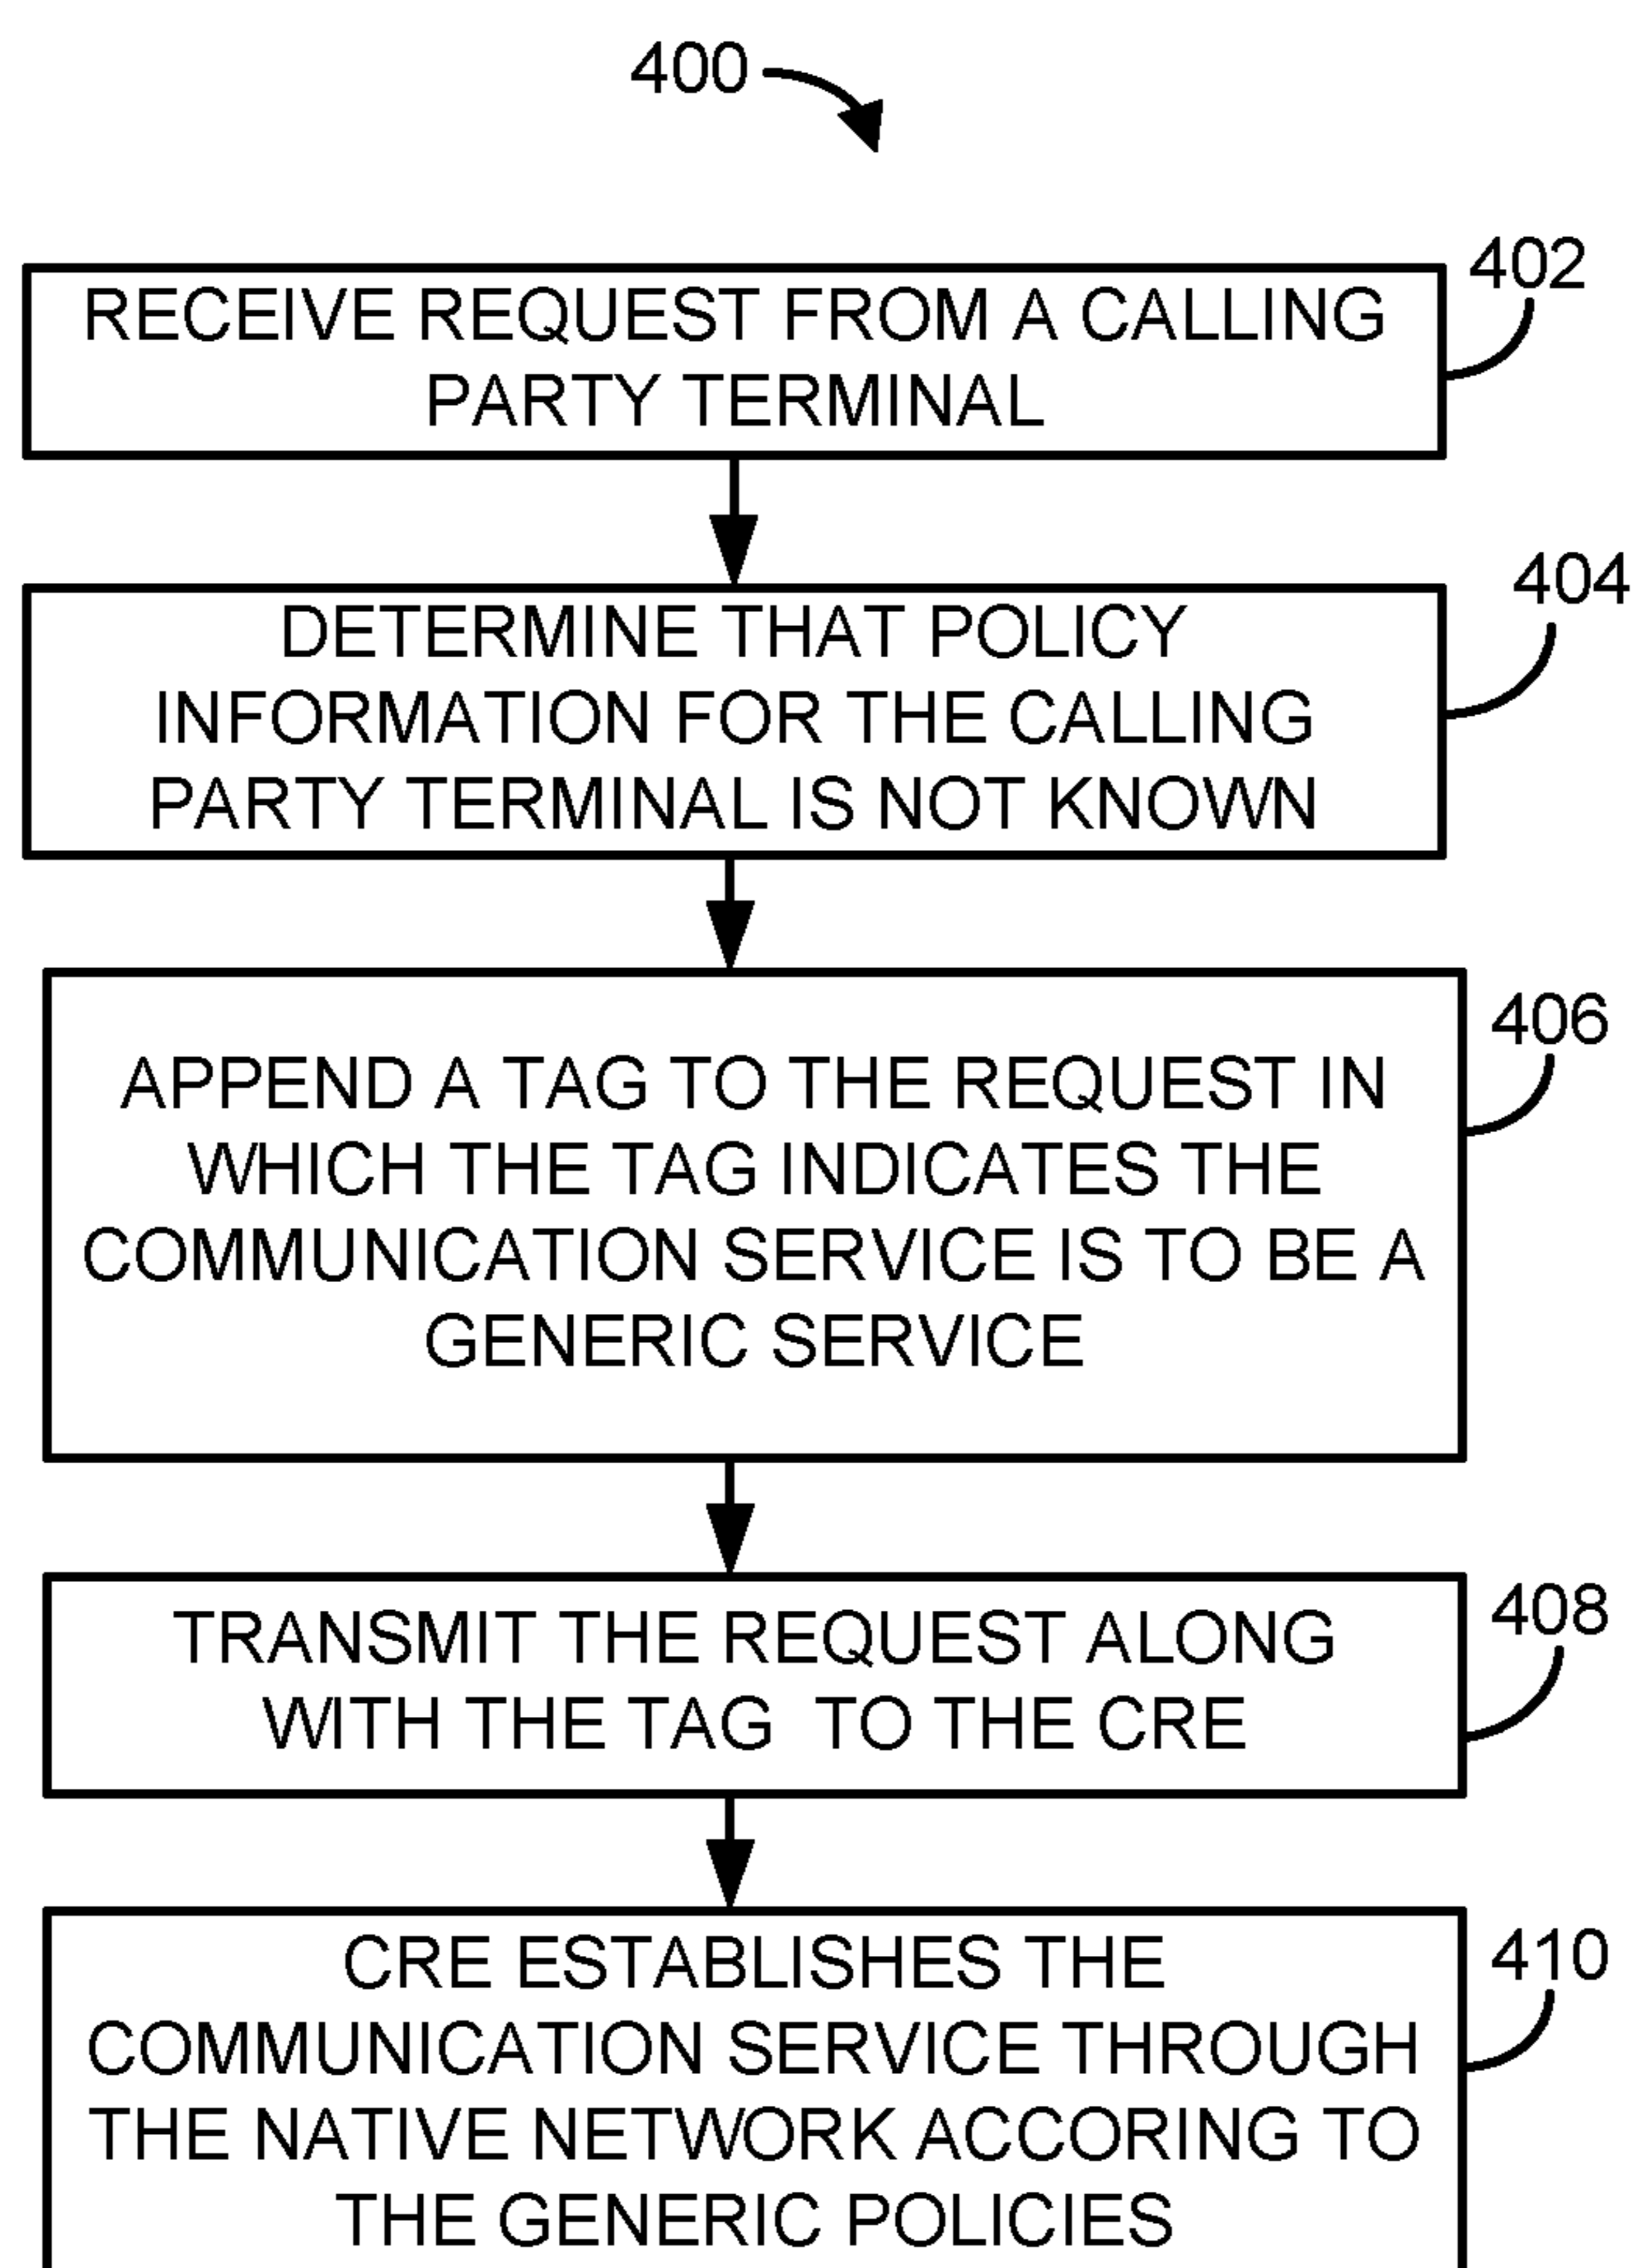 400
402
RECEIVE REQUEST FROM A CALLING
PARTY TERMINAL
404
DETERMINE THAT POLICY
INFORMATION FOR THE CALLING
PARTY TERMINAL IS NOT KNOWN
406
APPEND A TAG TO THE REQUEST IN
WHICH THE TAG INDICATES THE
COMMUNICATION SERVICE IS TO BE A
GENERIC SERVICE
408
TRANSMIT THE REQUEST ALONG
WITH THE TAG TO THE CRE
410
CRE ESTABLISHES THE
COMMUNICATION SERVICE THROUGH
THE NATIVE NETWORK ACCORING TO
THE GENERIC POLICIES